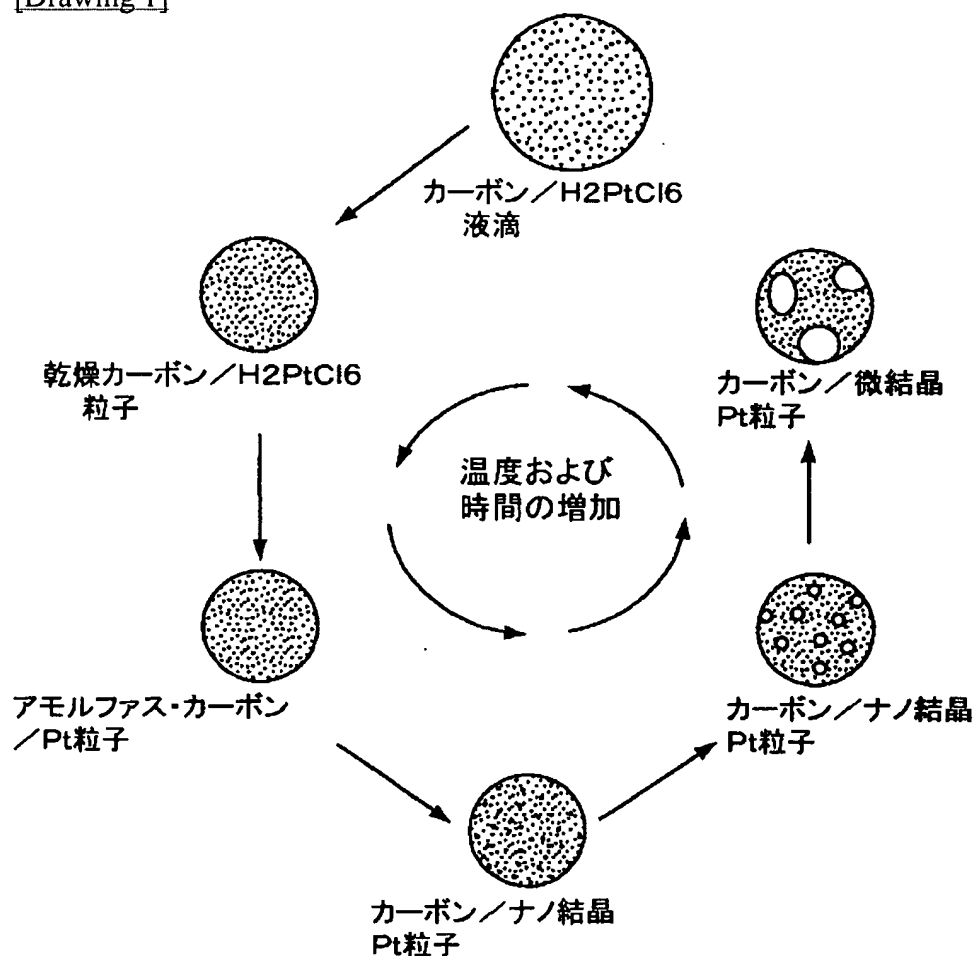 [Drawing 1]
カーボン／H2PtCl6
液滴
乾燥カーボン／H2PtCl6
粒子
カーボン／微結晶
Pt粒子
温度および
時間の増加
アモルファス・カーボン
／Pt粒子
カーボン／ナノ結晶
Pt粒子
カーボン／ナノ結晶
Pt粒子